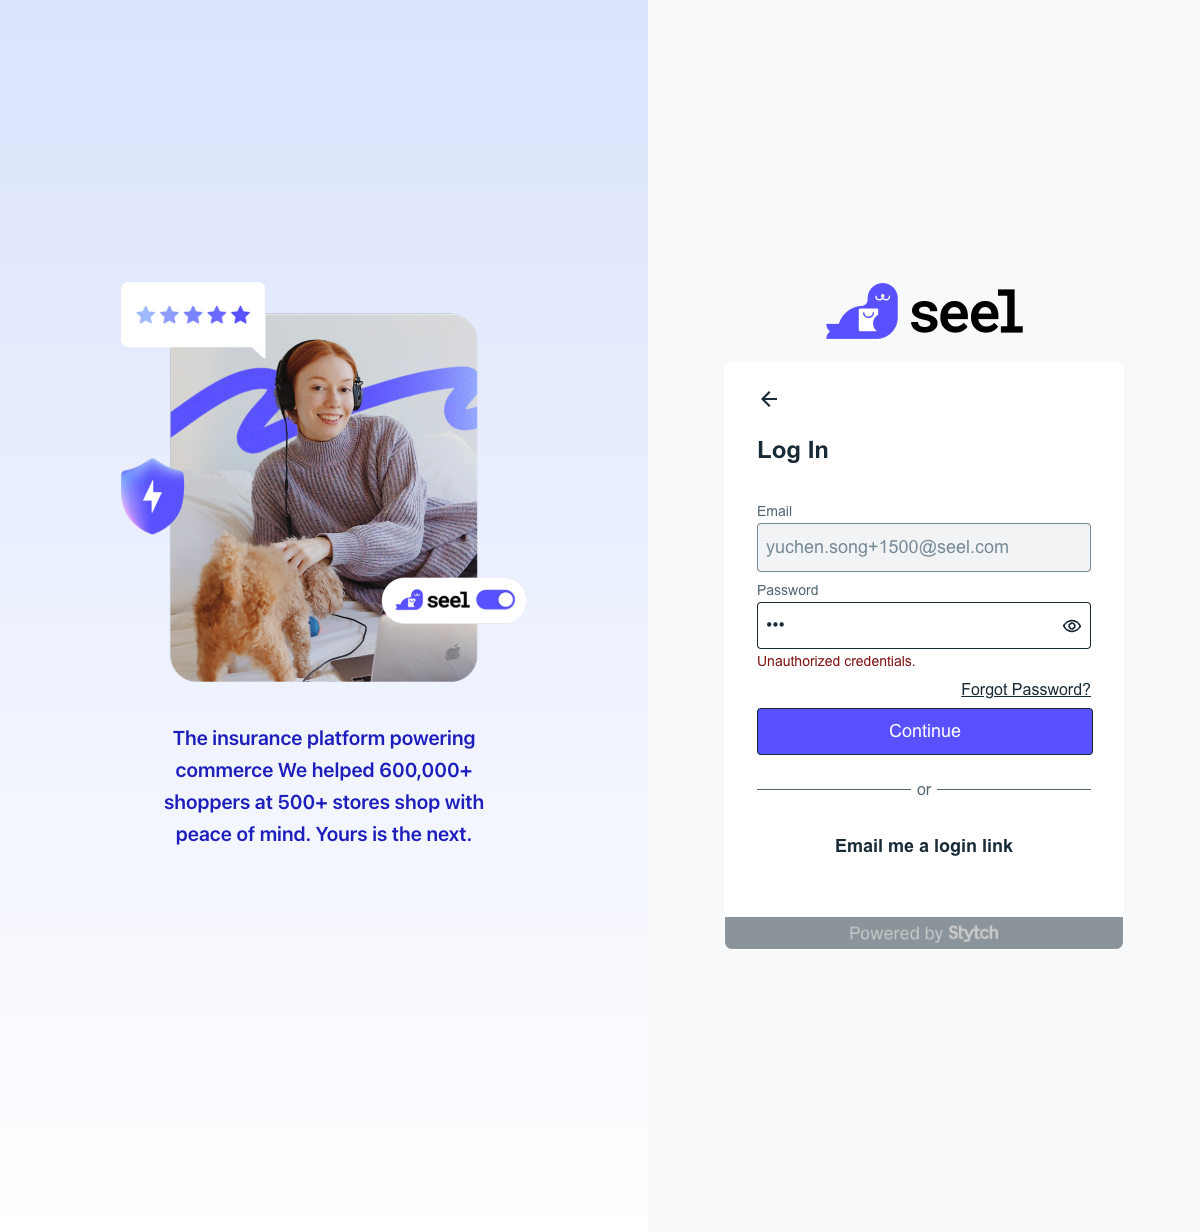 seel
The insurance platform powering
commerce We helped 600,000+
shoppers at 500+ stores shop with
peace of mind. Yours is the next.
seel
Log In
Email
yuchen.song+1500@seel.com
Password
•••
Unauthorized credentials.
Forgot Password?
Continue
or
Email me a login link
Powered by Stytch